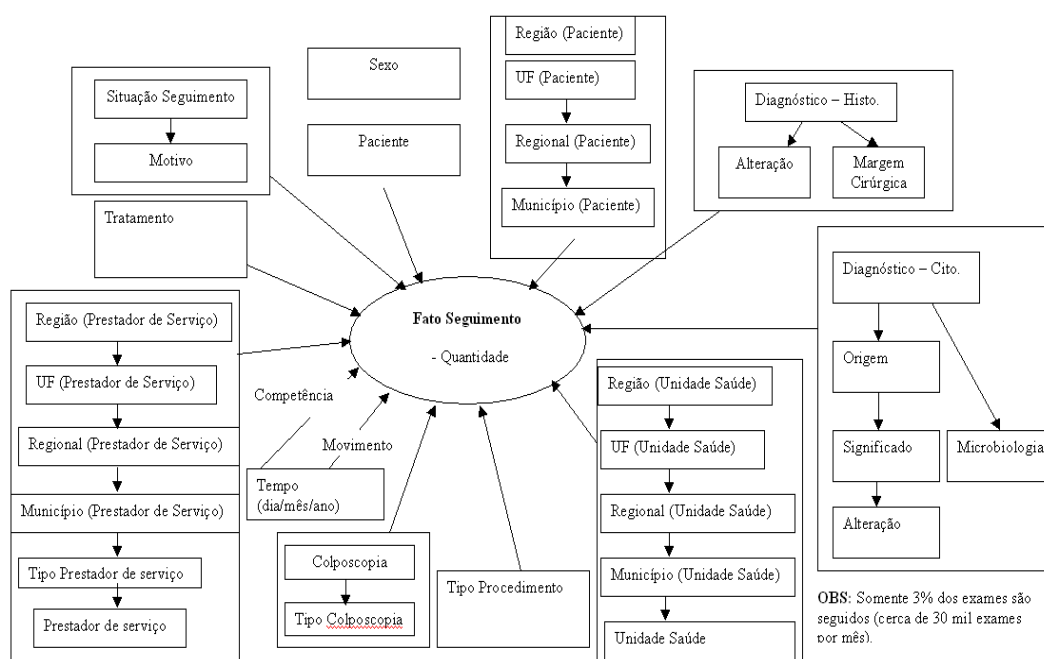 Região (Paciente)
UF (Paciente)
Regional (Paciente)
Município (Paciente)
Sexo
Paciente
Situação Seguimento
Motivo
Tratamento
Diagnóstico – Histo.
Alteração
Margem
Cirúrgica
Diagnóstico – Cito.
Origem
Significado
Microbiologia
Alteração
Fato Seguimento
- Quantidade
Região (Prestador de Serviço)
UF (Prestador de Serviço)
Regional (Prestador de Serviço)
Município (Prestador de Serviço)
Tipo Prestador de serviço
Prestador de serviço
Competência
Movimento
Tempo
(dia/mês/ano)
Colposcopia
Tipo Colposcopia
Tipo Procedimento
Região (Unidade Saúde)
UF (Unidade Saúde)
Regional (Unidade Saúde)
Município (Unidade Saúde)
Unidade Saúde
OBS: Somente 3% dos exames são
seguidos (cerca de 30 mil exames
por mês).